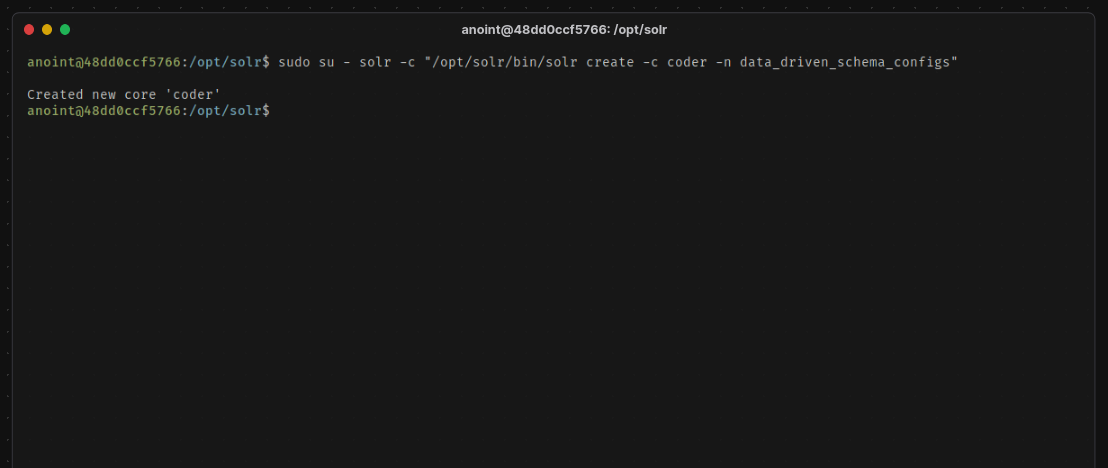 anoint@48dd0ccf5766: /opt/solr
anoint@48dd0ccf5766:/opt/solr$ sudo su - solr -c "/opt/solr/bin/solr create -c coder -n data_driven_schema_configs"
Created new core 'coder'
anoint@48dd0ccf5766:/opt/solr$